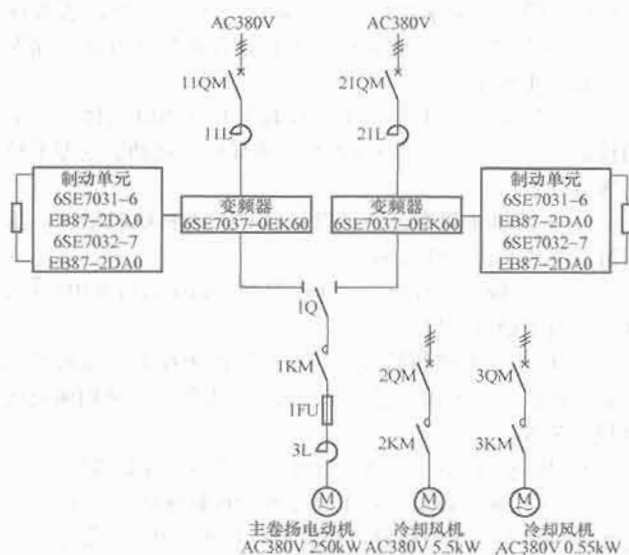 AC380V
AC380V
11QM
21QM
11L
21L
制动单元
6SE7031-6
EB87-2DA0
6SE7032-7
EB87-2DA0
变频器
6SE7037-0EK60
变频器
6SE7037-0EK60
制动单元
6SE7031-6
EB87-2DA0
6SE7032-7
EB87-2DA0
1Q
1KM
2QM
3QM
1FU
2KM
3KM
3L
M
M
M
主卷扬电动机
AC380V 250kW
冷却风机
AC380V 5.5kW
冷却风机
AC380V 0.55kW